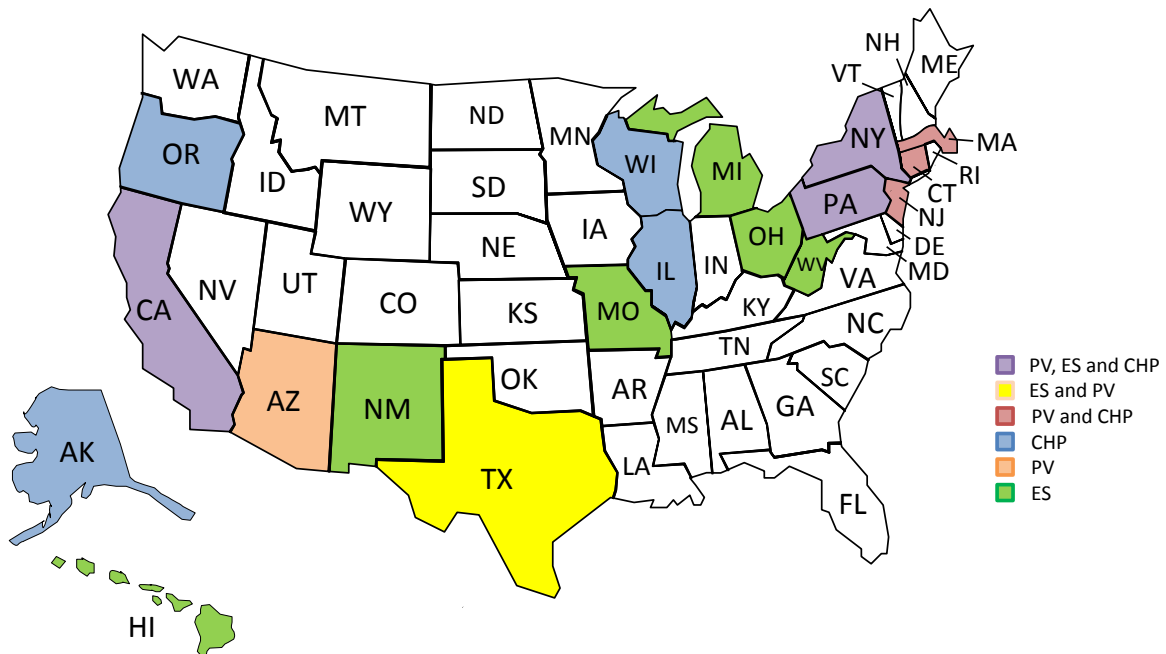 NH
ME
VT
WA
MT
ND
MN
NY
MA
OR
ID
SD
WI
MI
RI
CT
WY
PA
NJ
IA
NE
OH
DE
NV
UT
IL
IN
WV
MD
VA
CO
CA
KS
MO
KY
NC
TN
OK
AR
SC
AZ
NM
GA
AL
MS
AK
TX
LA
FL
HI
PV, ES and CHP
ES and PV
PV and CHP
CHP
PV
ES